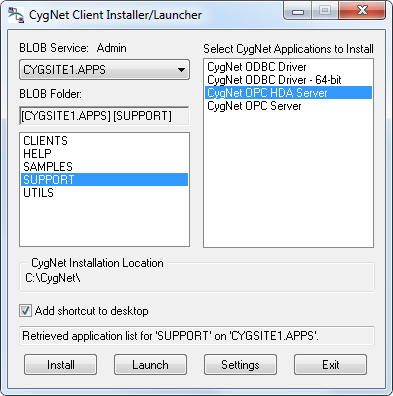 CygNet Client Installer/Launcher
BLOB Service: Admin
CYGSITE1.APPS
BLOB Folder:
[CYGSITE1.APPS] [SUPPORT]
CLIENTS
HELP
SAMPLES
SUPPORT
UTILS
Select CygNet Applications to Install
CygNet ODBC Driver
CygNet ODBC Driver - 64-bit
CygNet OPC HDA Server
CygNet OPC Server
CygNet Installation Location
C:\CygNet\
Add shortcut to desktop
Retrieved application list for 'SUPPORT' on 'CYGSITE1.APPS'.
Install
Launch
Settings
Exit